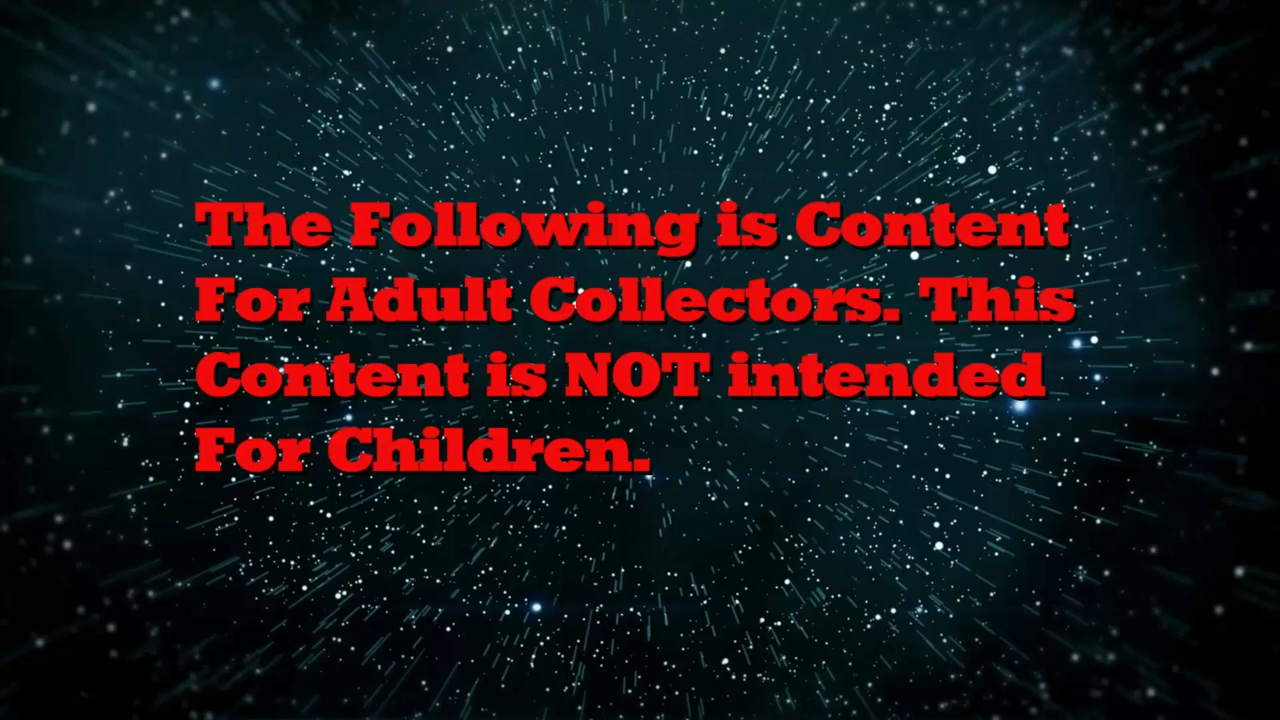 The Following is Content
For Adult Collectors. This
Content is NOT intended
For Children.